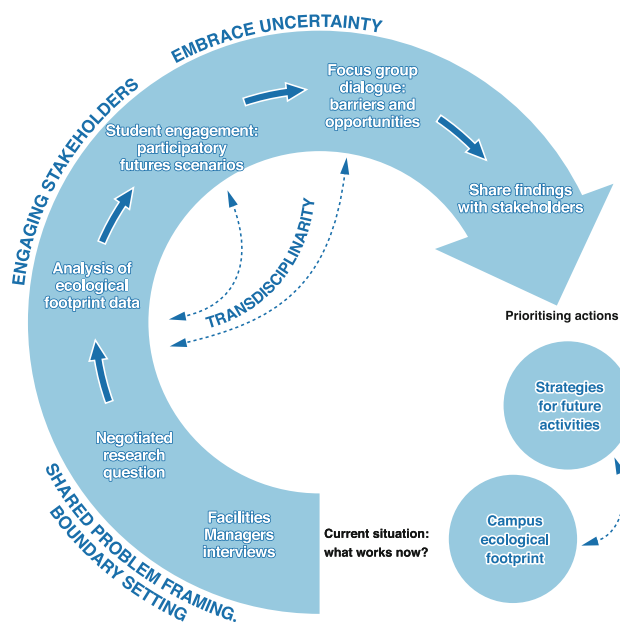 EMBRACE UNCERTAINTY
ENGAGING STAKEHOLDERS
Focus group
dialogue:
barriers and
opportunities
Student engagement:
participatory
futures scenarios
Share findings
with stakeholders
TRANSDISCIPLINARITY
Analysis of
ecological
footprint data
Prioritising actions
Strategies
for future
activities
Negotiated
research
question
SHARED PROBLEM FRAMING.
BOUNDARY SETTING
Facilities
Managers
interviews
Current situation:
what works now?
Campus
ecological
footprint